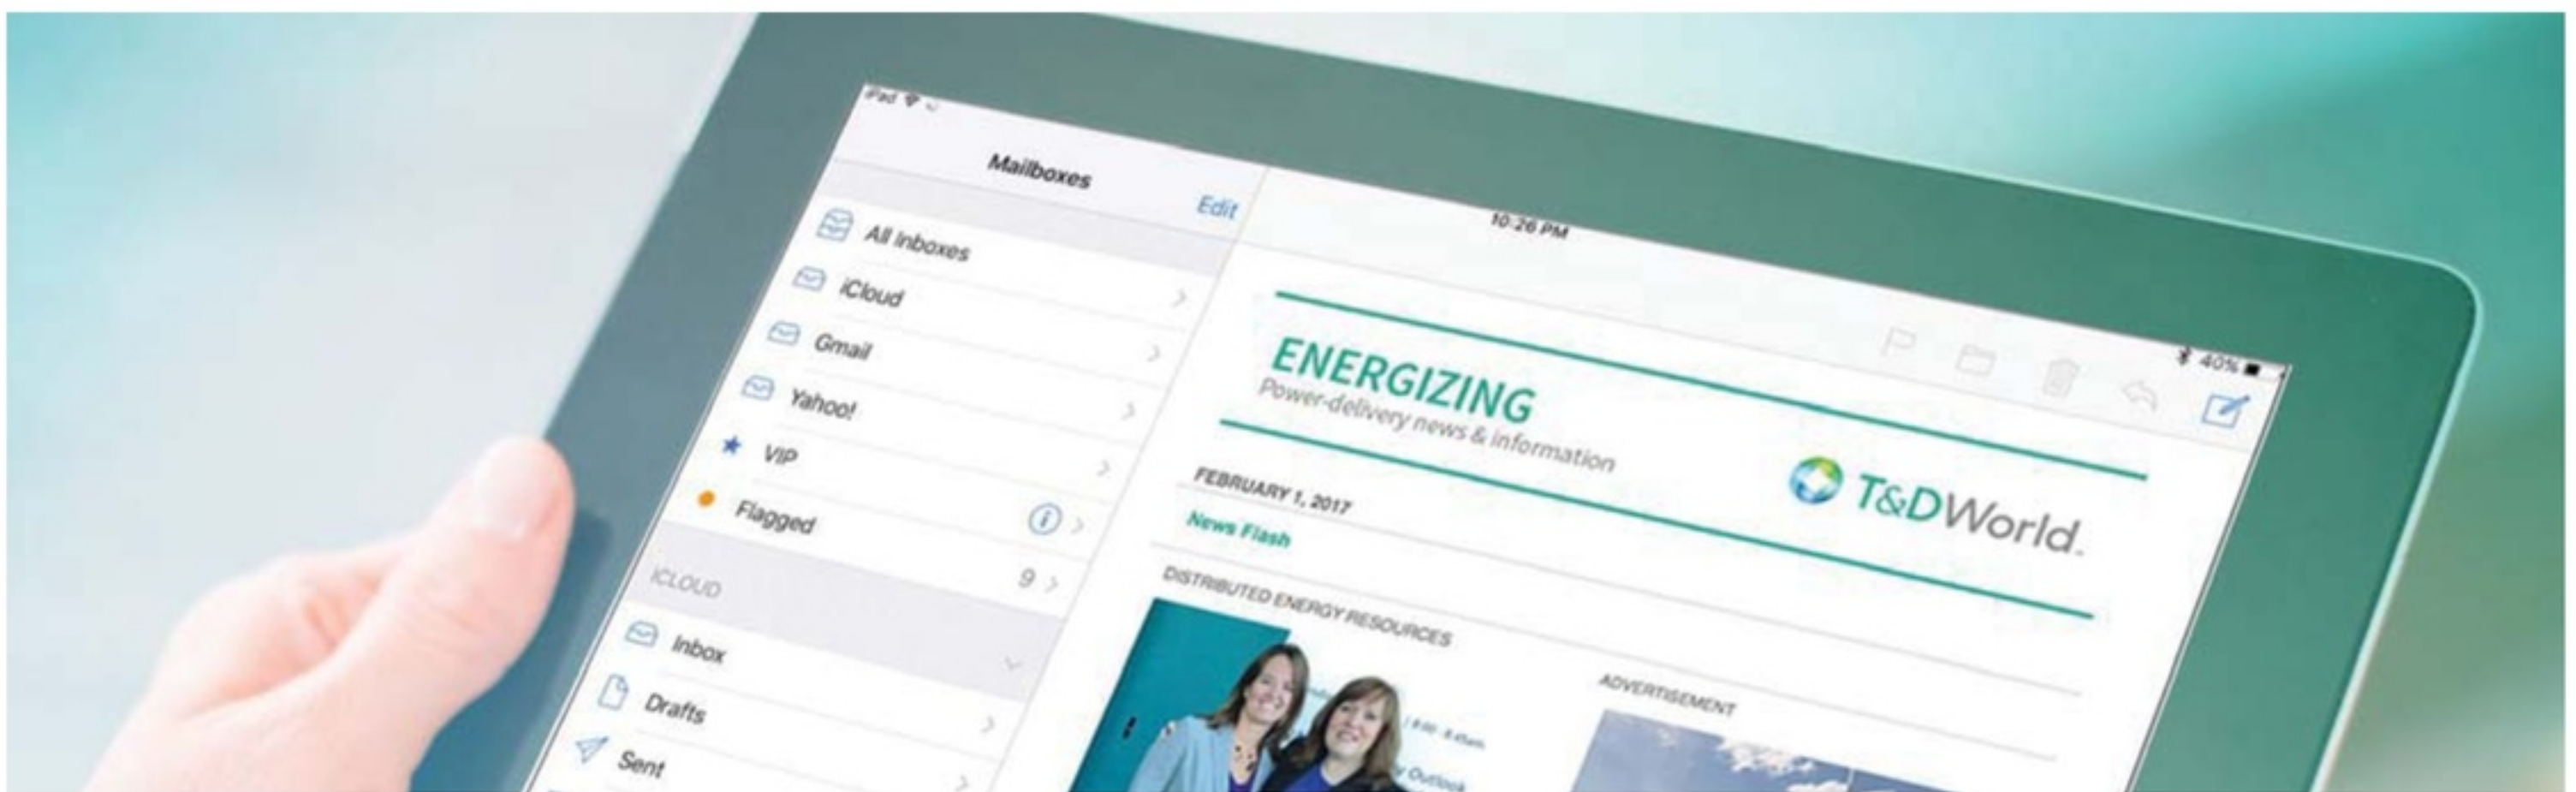 iPad
Mailboxes
Edit
All Inboxes
iCloud
Gmail
Yahoo!
VIP
Flagged
9
ICLOUD
Inbox
Drafts
Sent
10:26 PM
40%
ENERGIZING
Power-delivery news & information
T&DWorld.
FEBRUARY 1, 2017
News Flash
DISTRIBUTED ENERGY RESOURCES
Outlook
ADVERTISEMENT